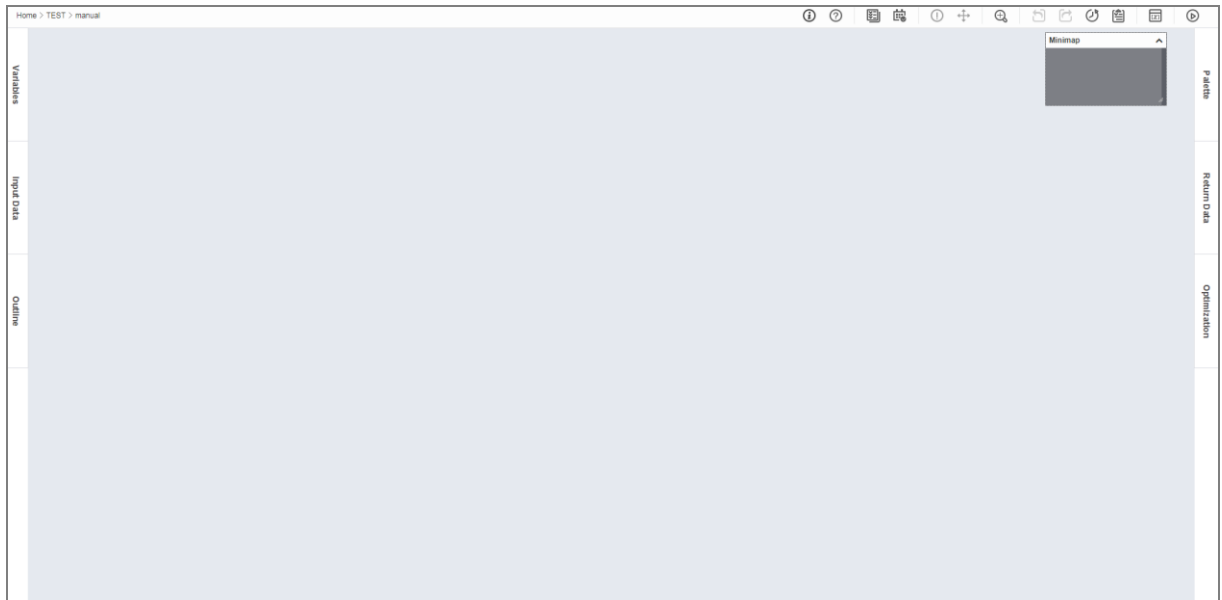 Home > TEST > manual
Minimap
Variables
Input Data
Outline
Palette
Return Data
Optimization